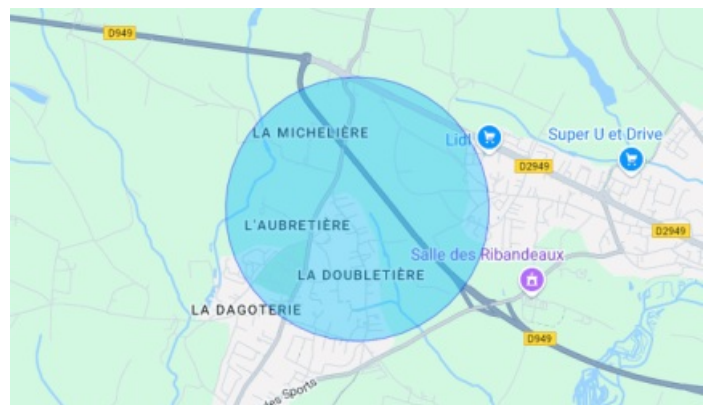 D949
LA MICHELIÈRE
Lidl
Super U et Drive
D2949
L'AUBRETIÈRE
D2949
Salle des Ribandeaux
LA DOUBLETIÈRE
LA DAGOTERIE
D949
des Sports